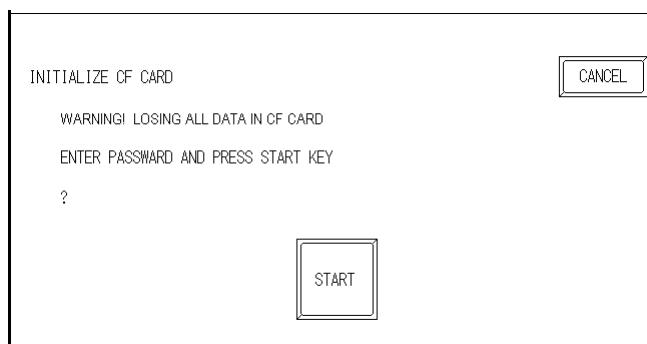 INITIALIZE CF CARD
CANCEL
WARNING! LOSING ALL DATA IN CF CARD
ENTER PASSWARD AND PRESS START KEY
?
START